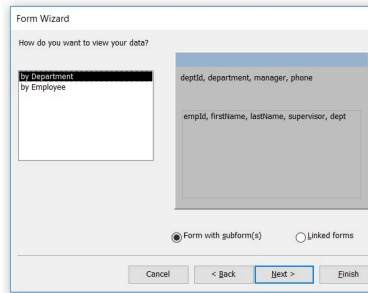 Form Wizard
How do you want to view your data?
by Department
by Employee
deptId, department, manager, phone
empId, firstName, lastName, supervisor, dept
Form with subform(s)
Linked forms
Cancel
< Back
Next >
Finish